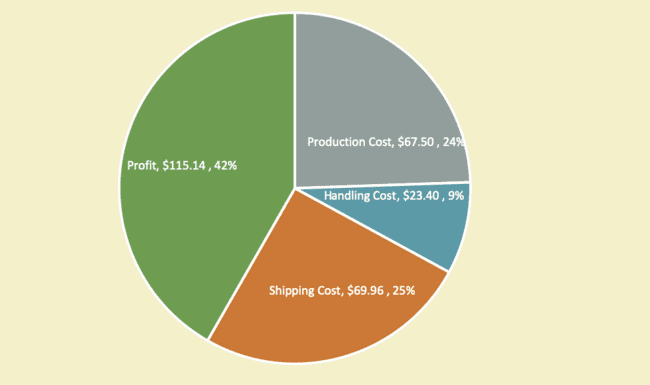 Production Cost, $67.50 , 24%
Profit, $115.14 , 42%
Handling Cost, $23.40 , 9%
Shipping Cost, $69.96 , 25%